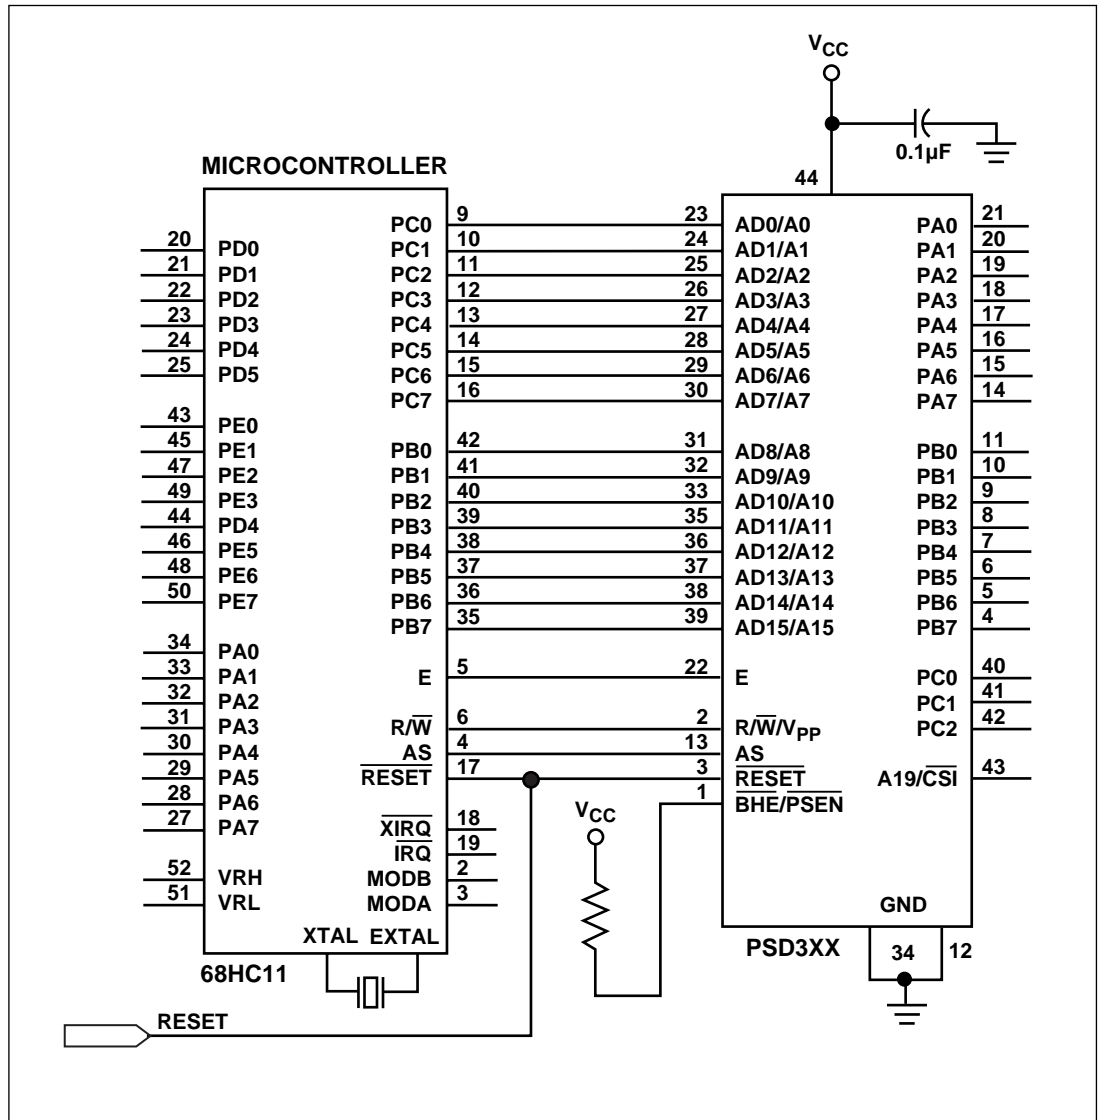 VCC
0.1µF
44
MICROCONTROLLER
20 PD0
21 PD1
22 PD2
23 PD3
24 PD4
25 PD5
43 PE0
45 PE1
47 PE2
49 PE3
44 PD4
46 PE5
48 PE6
50 PE7
34 PA0
33 PA1
32 PA2
31 PA3
30 PA4
29 PA5
28 PA6
27 PA7
52 VRH
51 VRL
PC0 9
PC1 10
PC2 11
PC3 12
PC4 13
PC5 14
PC6 15
PC7 16
PB0 42
PB1 41
PB2 40
PB3 39
PB4 38
PB5 37
PB6 36
PB7 35
E 5
R/W̅ 6
AS 4
R̅E̅S̅E̅T̅ 17
X̅I̅R̅Q̅ 18
I̅R̅Q̅ 19
MODB 2
MODA 3
XTAL EXTAL
68HC11
RESET
VCC
23 AD0/A0
24 AD1/A1
25 AD2/A2
26 AD3/A3
27 AD4/A4
28 AD5/A5
29 AD6/A6
30 AD7/A7
31 AD8/A8
32 AD9/A9
33 AD10/A10
35 AD11/A11
36 AD12/A12
37 AD13/A13
38 AD14/A14
39 AD15/A15
22 E
2 R/W̅/VPP
13 AS
3 R̅E̅S̅E̅T̅
1 B̅H̅E̅/P̅S̅E̅N̅
PA0 21
PA1 20
PA2 19
PA3 18
PA4 17
PA5 16
PA6 15
PA7 14
PB0 11
PB1 10
PB2 9
PB3 8
PB4 7
PB5 6
PB6 5
PB7 4
PC0 40
PC1 41
PC2 42
A19/C̅S̅I̅ 43
GND
PSD3XX
34 12